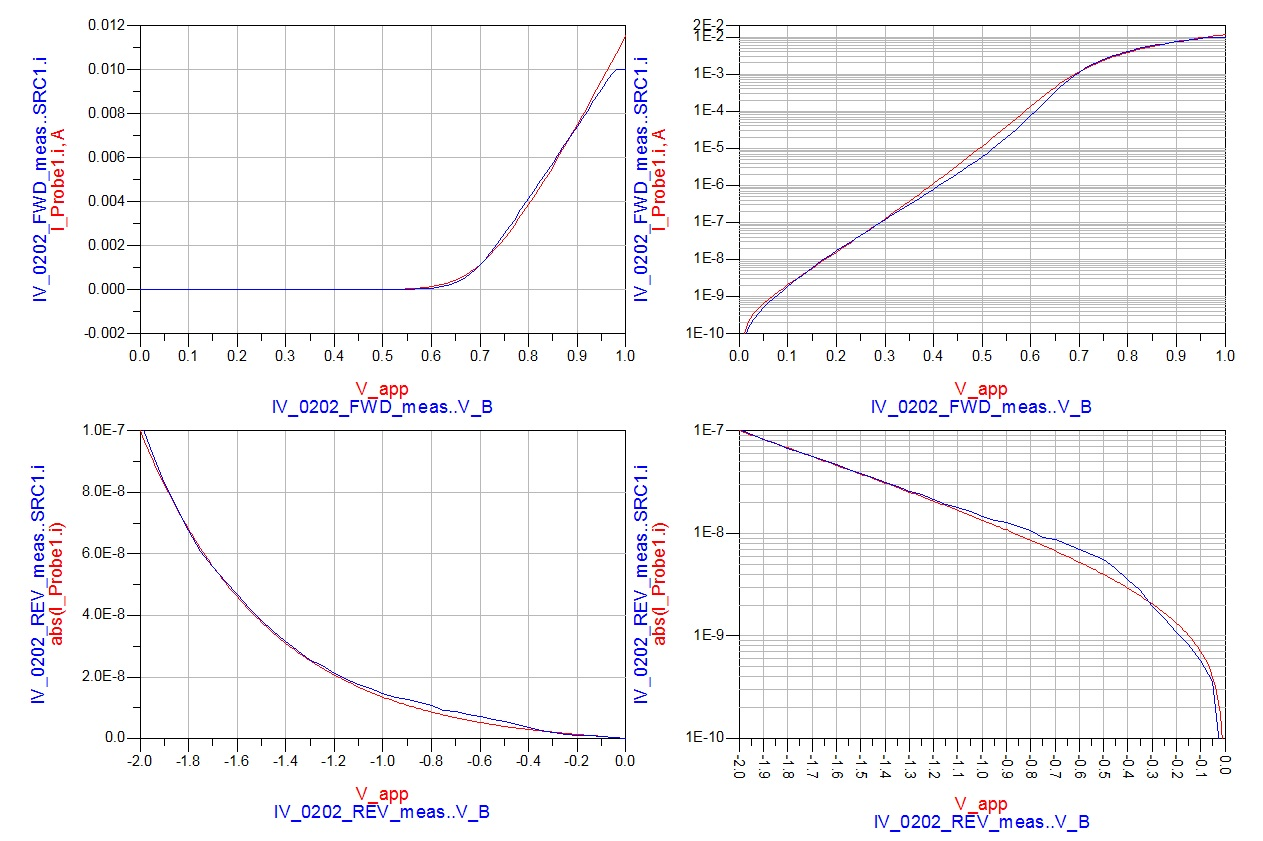 IV_0202_FWD_meas..SRC1.i
I_Probe1.i, A
0.012
0.010
0.008
0.006
0.004
0.002
0.000
-0.002
0.0 0.1 0.2 0.3 0.4 0.5 0.6 0.7 0.8 0.9 1.0
V_app
IV_0202_FWD_meas..V_B
IV_0202_FWD_meas..SRC1.i
I_Probe1.i, A
2E-2
1E-2
1E-3
1E-4
1E-5
1E-6
1E-7
1E-8
1E-9
1E-10
0.0 0.1 0.2 0.3 0.4 0.5 0.6 0.7 0.8 0.9 1.0
V_app
IV_0202_FWD_meas..V_B
IV_0202_REV_meas..SRC1.i
abs(I_Probe1.i)
1.0E-7
8.0E-8
6.0E-8
4.0E-8
2.0E-8
0.0
-2.0 -1.8 -1.6 -1.4 -1.2 -1.0 -0.8 -0.6 -0.4 -0.2 0.0
V_app
IV_0202_REV_meas..V_B
IV_0202_REV_meas..SRC1.i
abs(I_Probe1.i)
1E-7
1E-8
1E-9
1E-10
-2.0 -1.9 -1.8 -1.7 -1.6 -1.5 -1.4 -1.3 -1.2 -1.1 -1.0 -0.9 -0.8 -0.7 -0.6 -0.5 -0.4 -0.3 -0.2 -0.1 0.0
V_app
IV_0202_REV_meas..V_B